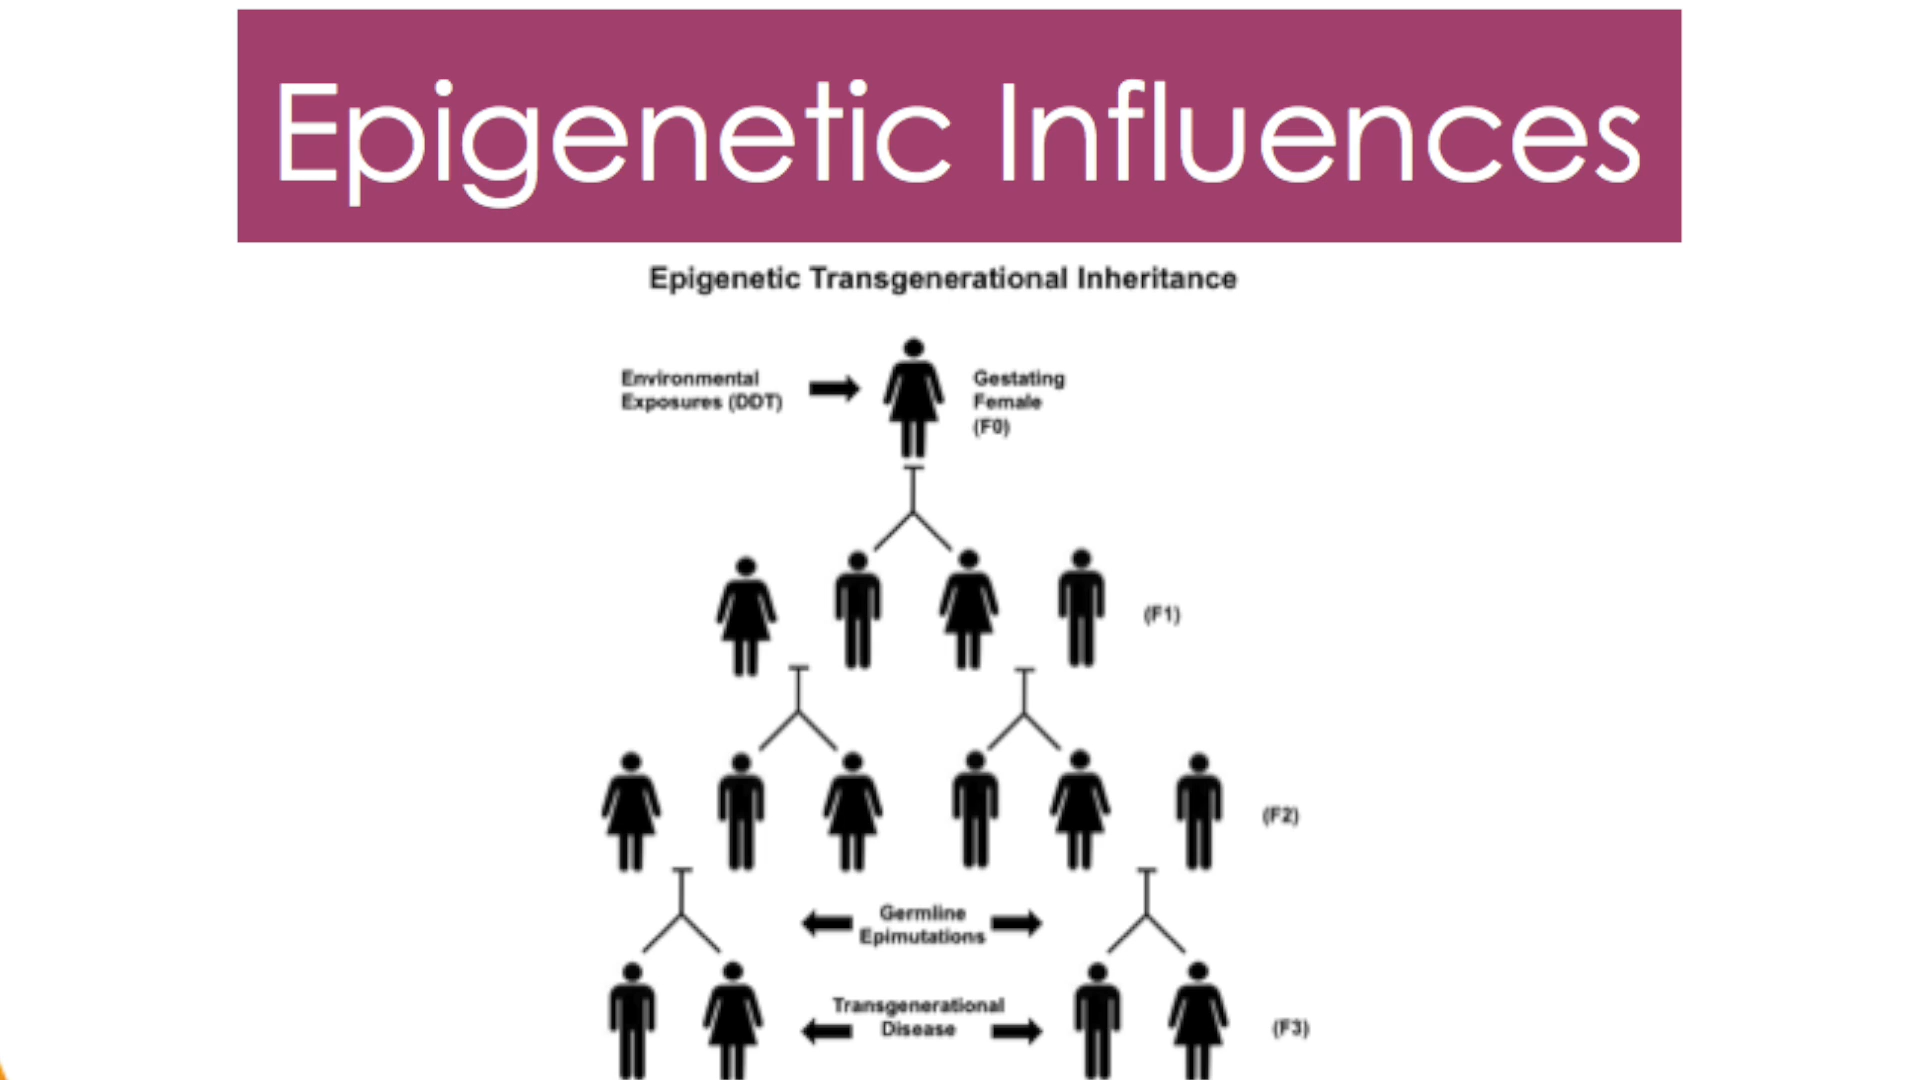 Epigenetic Influences
Epigenetic Transgenerational Inheritance
Environmental
Exposures (DDT)
Gestating
Female
(F0)
(F1)
(F2)
Germline
Epimutations
Transgenerational
Disease
(F3)